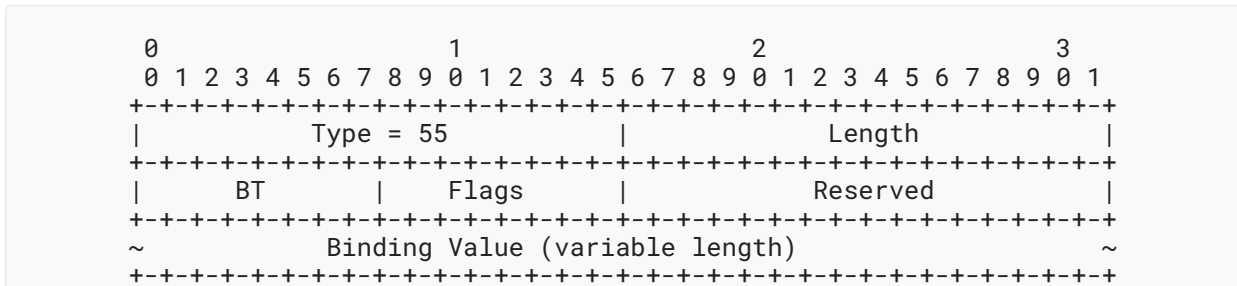 0                   1                   2                   3
 0 1 2 3 4 5 6 7 8 9 0 1 2 3 4 5 6 7 8 9 0 1 2 3 4 5 6 7 8 9 0 1
+-+-+-+-+-+-+-+-+-+-+-+-+-+-+-+-+-+-+-+-+-+-+-+-+-+-+-+-+-+-+-+-+
|           Type = 55           |             Length            |
+-+-+-+-+-+-+-+-+-+-+-+-+-+-+-+-+-+-+-+-+-+-+-+-+-+-+-+-+-+-+-+-+
|      BT       |    Flags      |            Reserved           |
+-+-+-+-+-+-+-+-+-+-+-+-+-+-+-+-+-+-+-+-+-+-+-+-+-+-+-+-+-+-+-+-+
~            Binding Value (variable length)                    ~
+-+-+-+-+-+-+-+-+-+-+-+-+-+-+-+-+-+-+-+-+-+-+-+-+-+-+-+-+-+-+-+-+